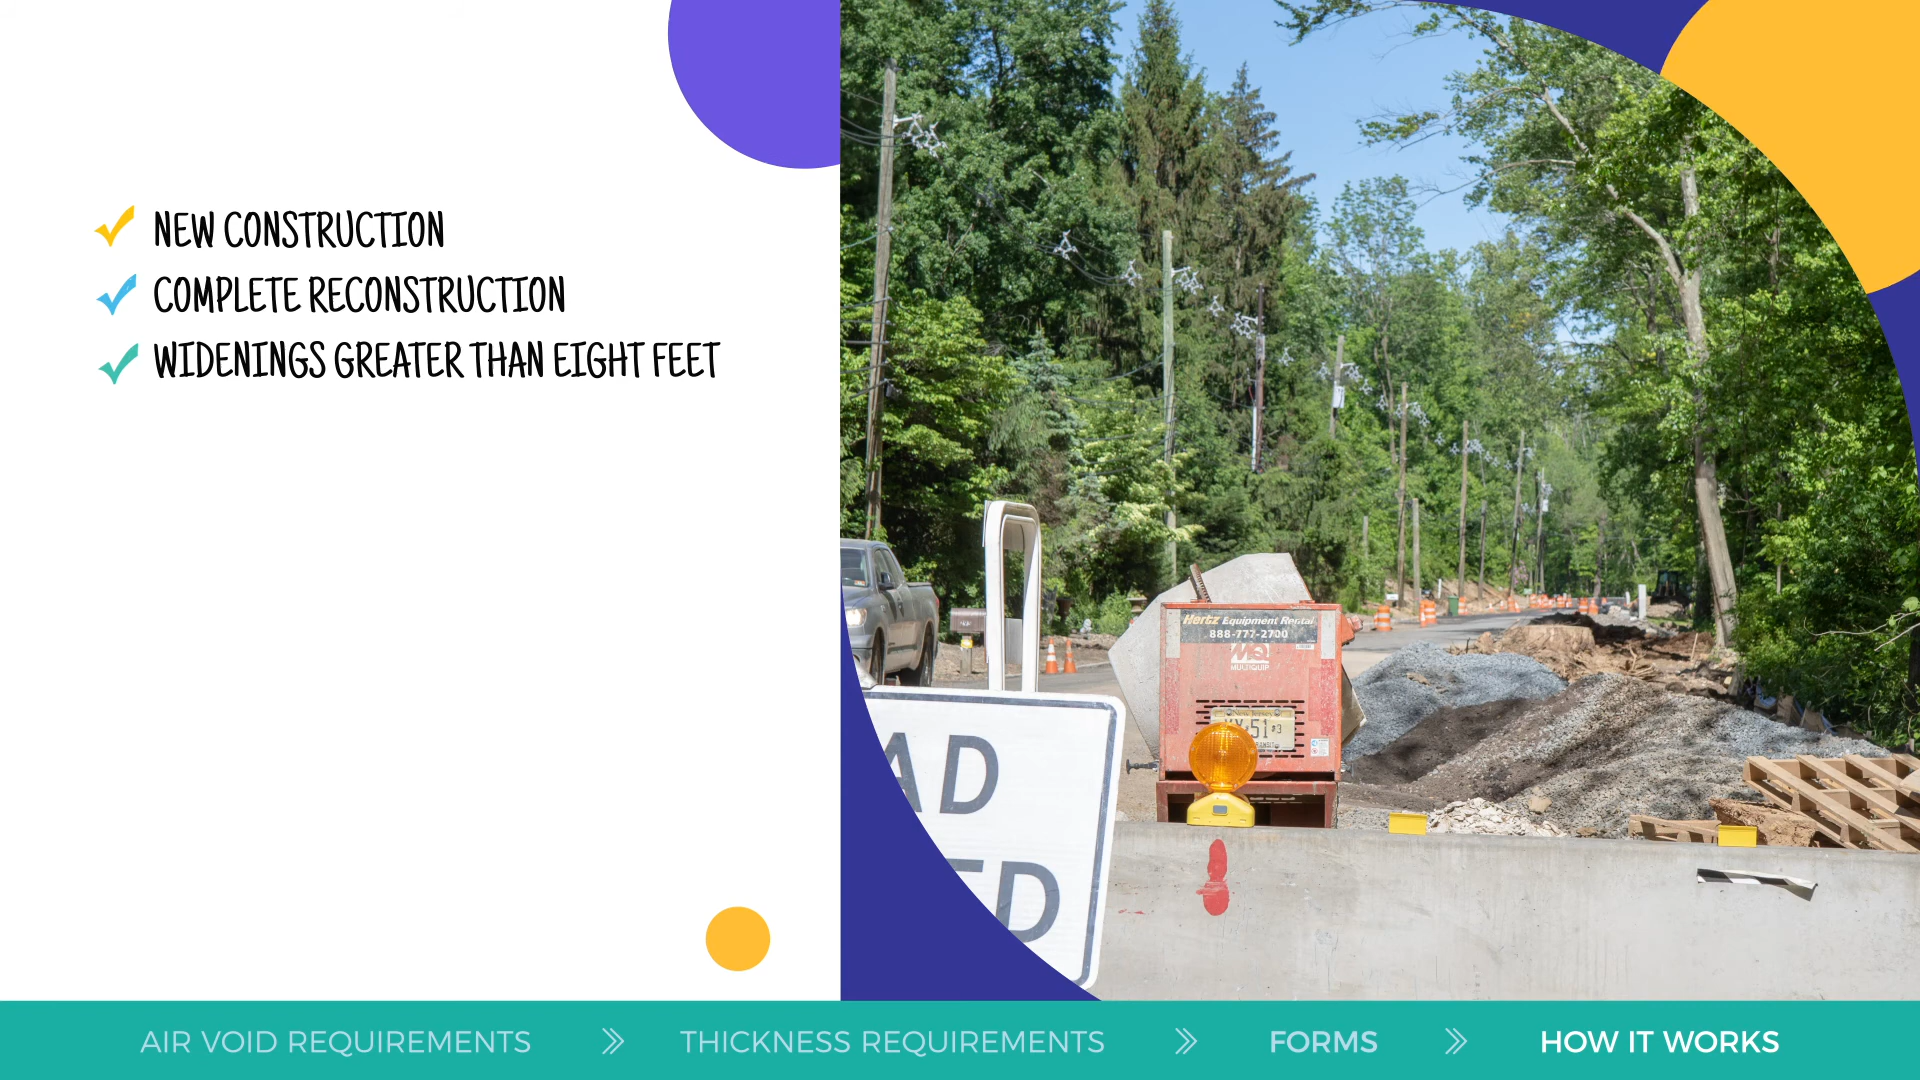 NEW CONSTRUCTION
COMPLETE RECONSTRUCTION
WIDENINGS GREATER THAN EIGHT FEET
Hertz Equipment Rental
888-777-2700
MQ
MULTIQUIP
AD
ED
AIR VOID REQUIREMENTS
THICKNESS REQUIREMENTS
FORMS
HOW IT WORKS